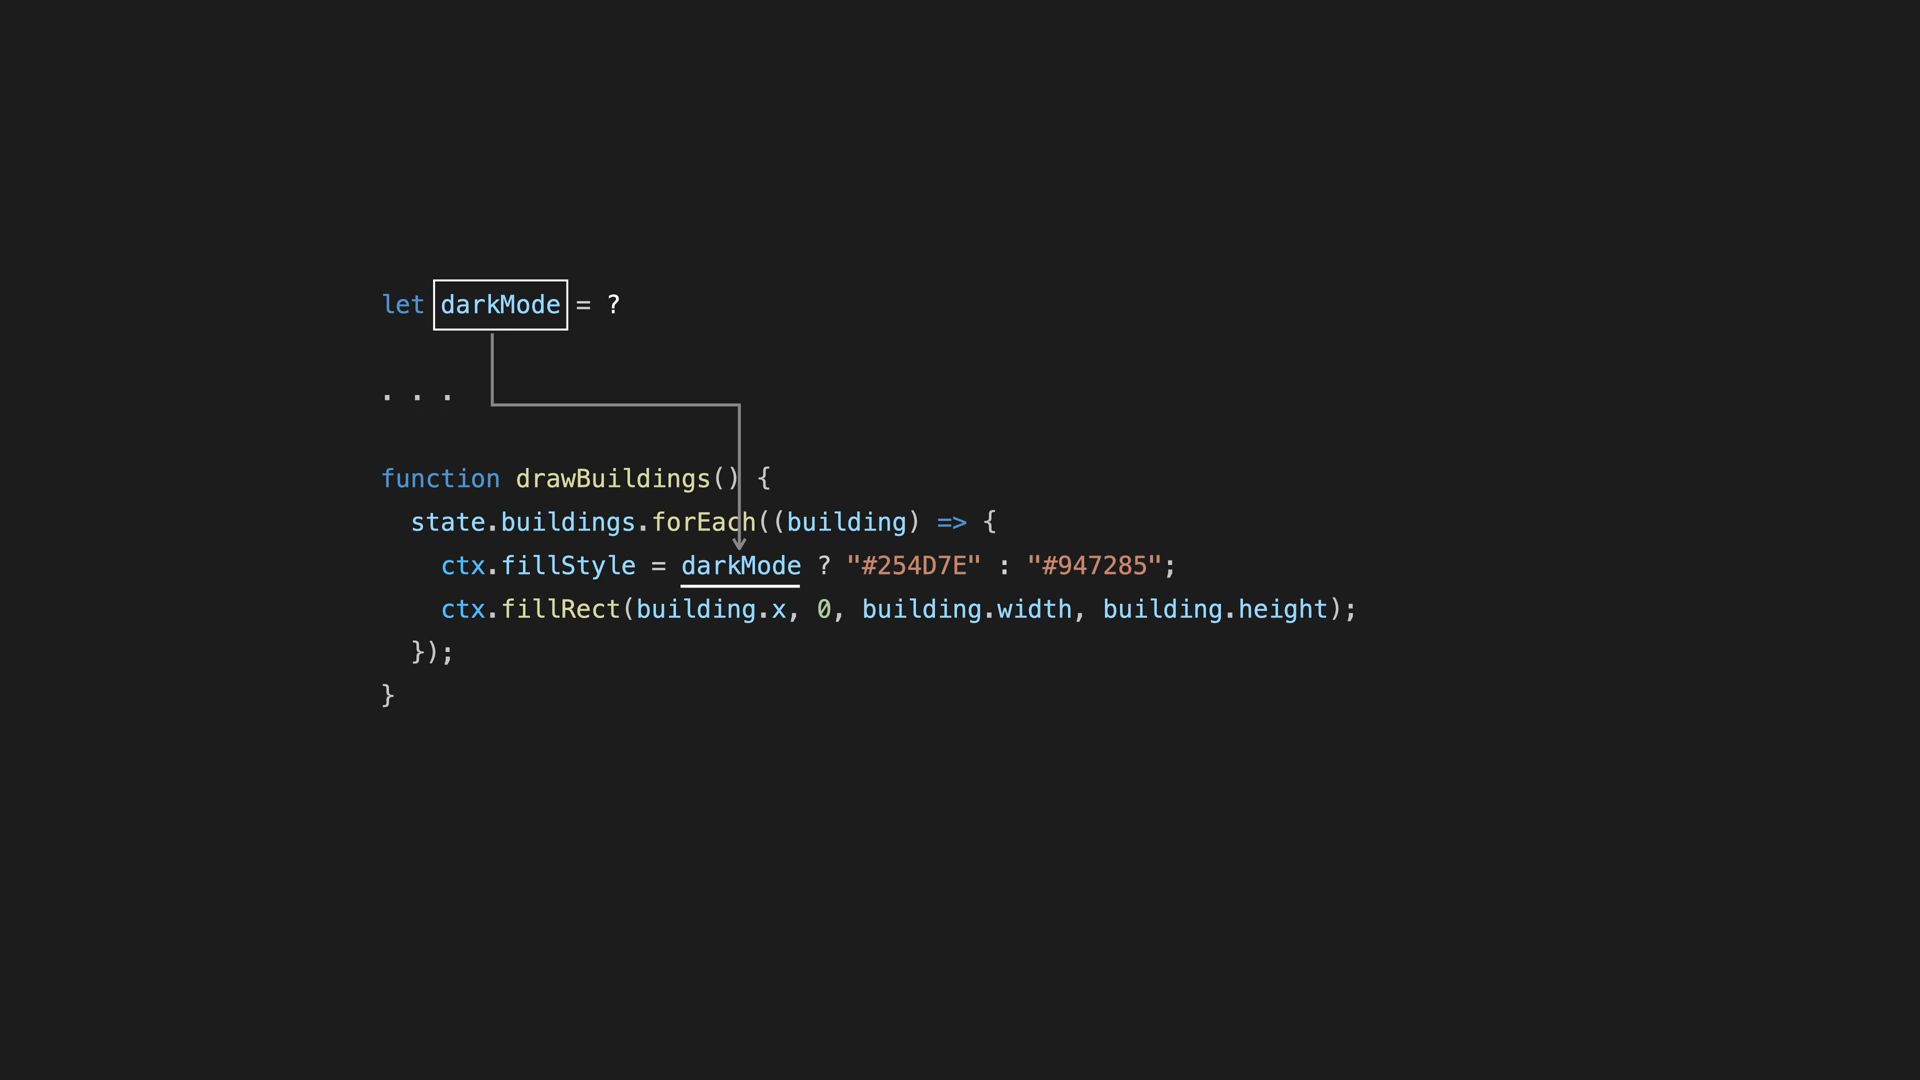 let darkMode = ?
. . .
function drawBuildings() {
state.buildings.forEach((building) => {
ctx.fillStyle = darkMode ? "#254D7E" : "#947285";
ctx.fillRect(building.x, 0, building.width, building.height);
});
}